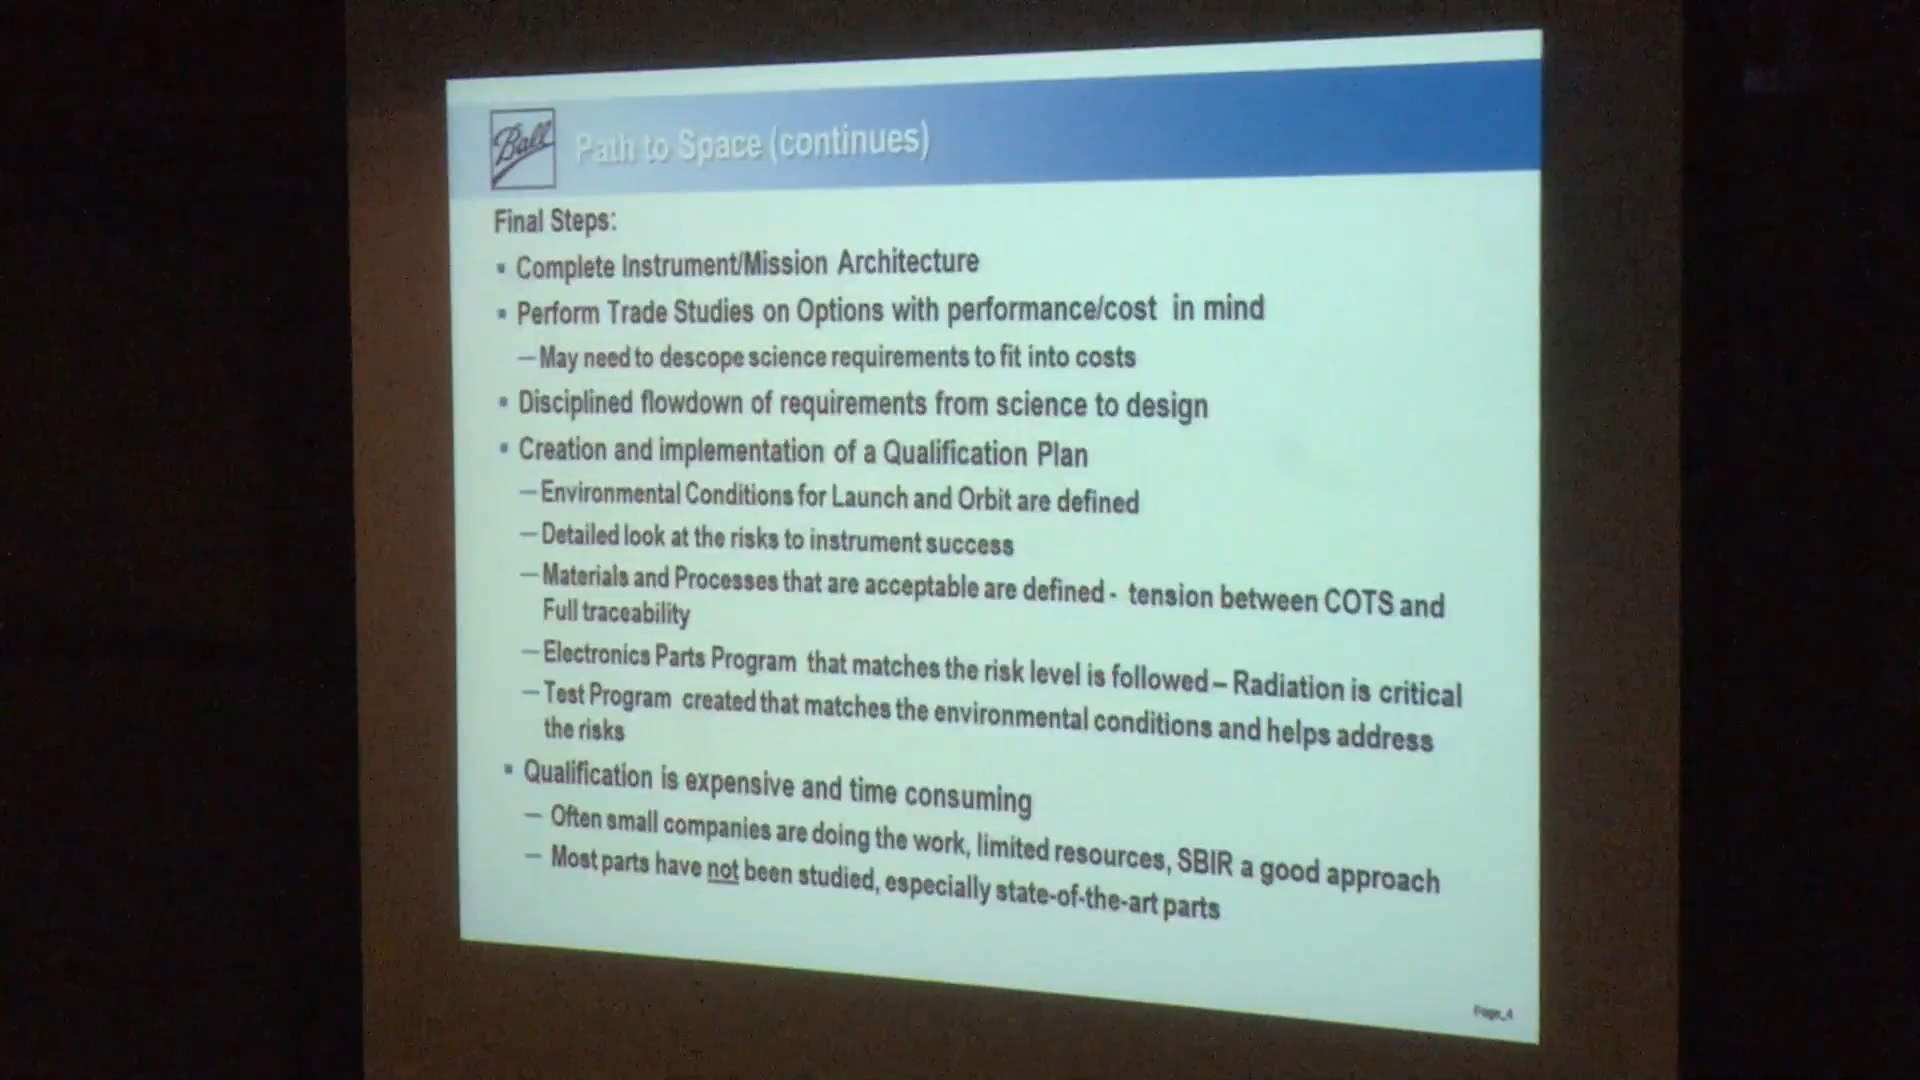 Ball
Path to Space (continues)
Final Steps:
▪ Complete Instrument/Mission Architecture
▪ Perform Trade Studies on Options with performance/cost in mind
–May need to descope science requirements to fit into costs
▪ Disciplined flowdown of requirements from science to design
▪ Creation and implementation of a Qualification Plan
–Environmental Conditions for Launch and Orbit are defined
–Detailed look at the risks to instrument success
–Materials and Processes that are acceptable are defined - tension between COTS and
Full traceability
–Electronics Parts Program that matches the risk level is followed – Radiation is critical
–Test Program created that matches the environmental conditions and helps address
the risks
▪ Qualification is expensive and time consuming
– Often small companies are doing the work, limited resources, SBIR a good approach
– Most parts have not been studied, especially state-of-the-art parts
Page_4